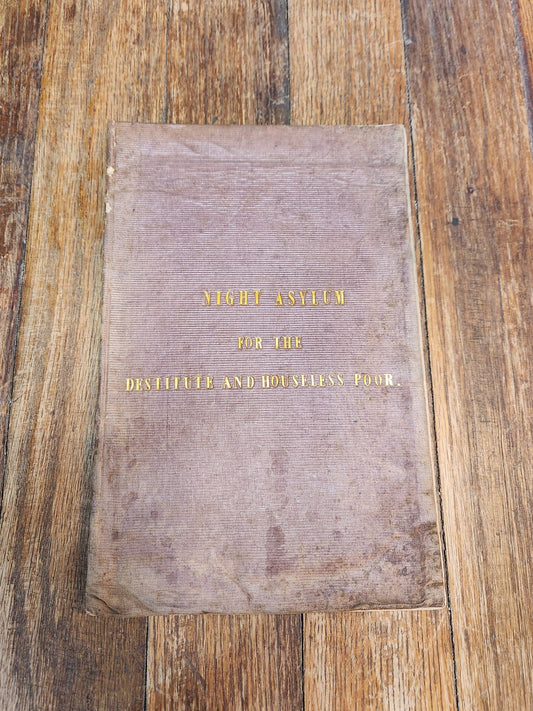 NIGHT ASYLUM
FOR THE
DESTITUTE AND HOUSELESS POOR.